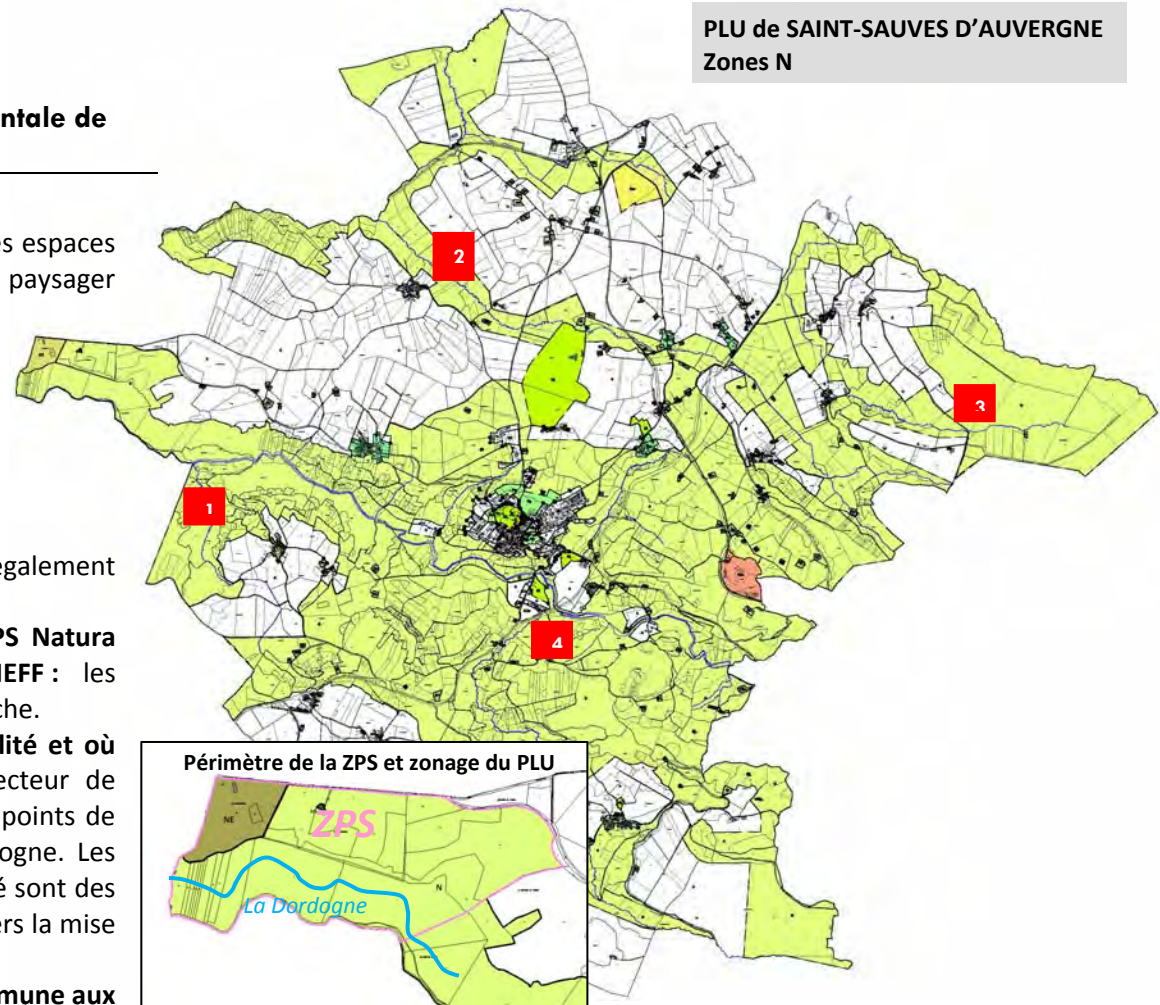 PLU de SAINT-SAUVES D'AUVERGNE
Zones N
ntale de
es espaces
paysager
2
3
1
également
PS Natura
IEFF : les
che.
4
lité et où
ecteur de
points de
ogne. Les
é sont des
ers la mise
mmune aux
Périmètre de la ZPS et zonage du PLU
NE
ZPS
N
La Dordogne